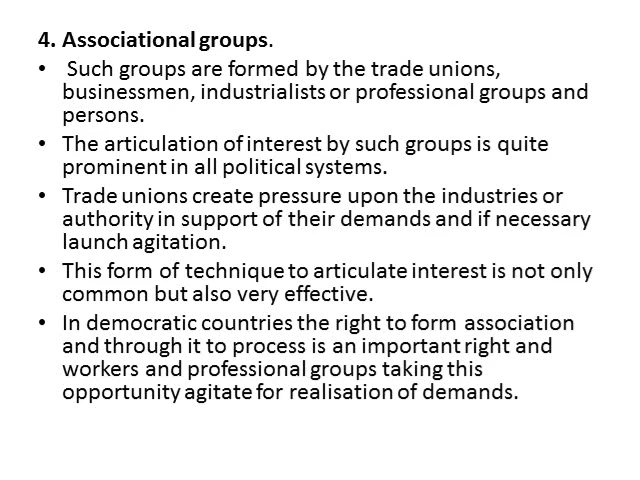 4. Associational groups.
• Such groups are formed by the trade unions,
businessmen, industrialists or professional groups and
persons.
• The articulation of interest by such groups is quite
prominent in all political systems.
• Trade unions create pressure upon the industries or
authority in support of their demands and if necessary
launch agitation.
• This form of technique to articulate interest is not only
common but also very effective.
• In democratic countries the right to form association
and through it to process is an important right and
workers and professional groups taking this
opportunity agitate for realisation of demands.